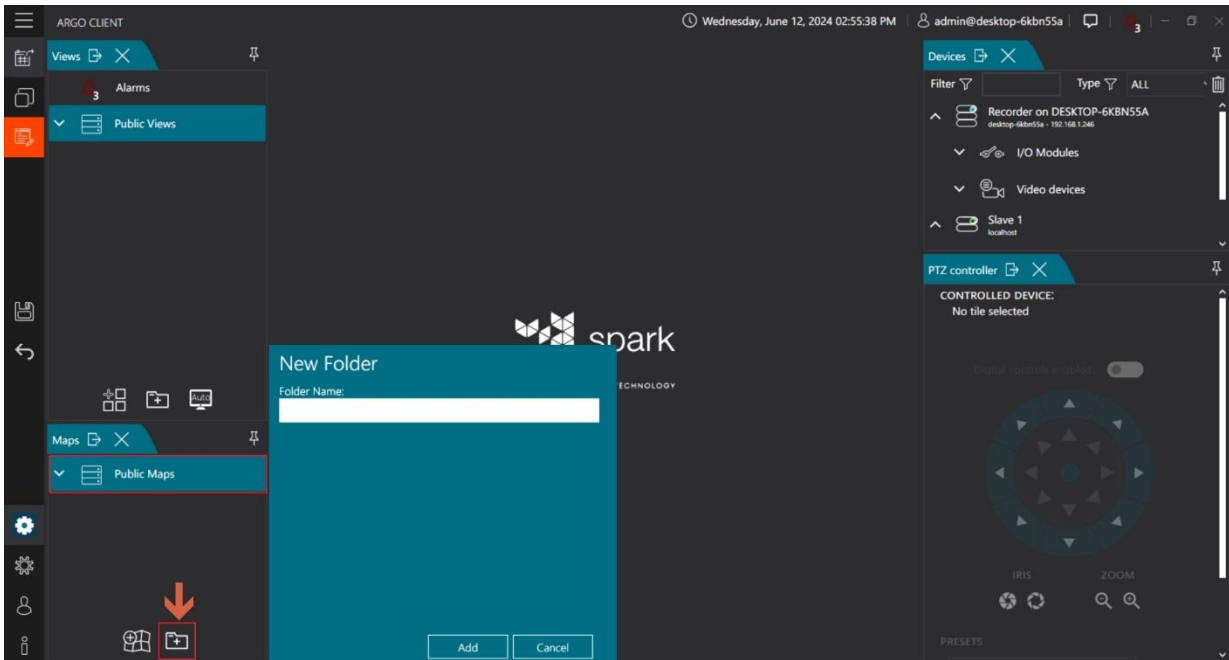 ARGO CLIENT
Wednesday, June 12, 2024 02:55:38 PM
admin@desktop-6kbn55a
3
Views
3
Alarms
Public Views
Auto
Maps
Public Maps
spark
TECHNOLOGY
New Folder
Folder Name:
Add
Cancel
Devices
Filter
Type
ALL
Recorder on DESKTOP-6KBN55A
desktop-6kbn55a - 192.168.1.246
I/O Modules
Video devices
Slave 1
localhost
PTZ controller
CONTROLLED DEVICE:
No tile selected
Digital controls enabled
IRIS
ZOOM
PRESETS